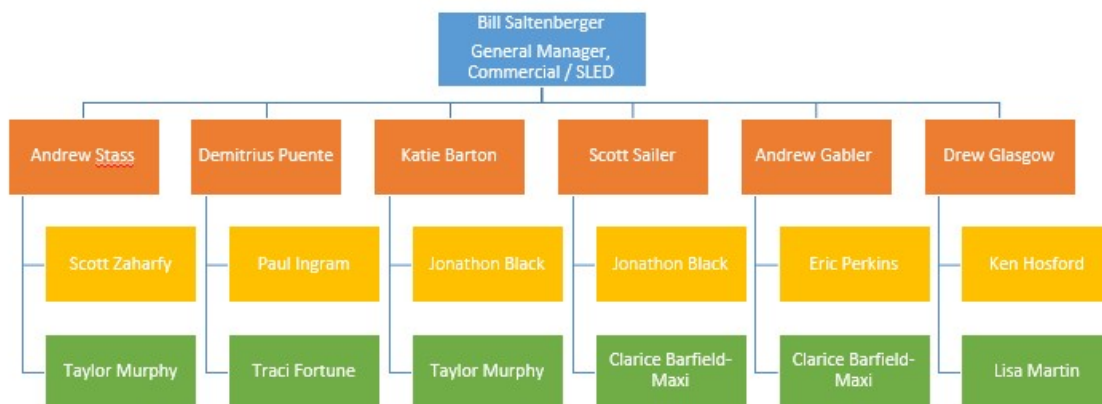 Bill Saltenberger
General Manager,
Commercial / SLED
Andrew Stass
Demitrius Puente
Katie Barton
Scott Sailer
Andrew Gabler
Drew Glasgow
Scott Zaharfy
Paul Ingram
Jonathon Black
Jonathon Black
Eric Perkins
Ken Hosford
Taylor Murphy
Traci Fortune
Taylor Murphy
Clarice Barfield-
Maxi
Clarice Barfield-
Maxi
Lisa Martin